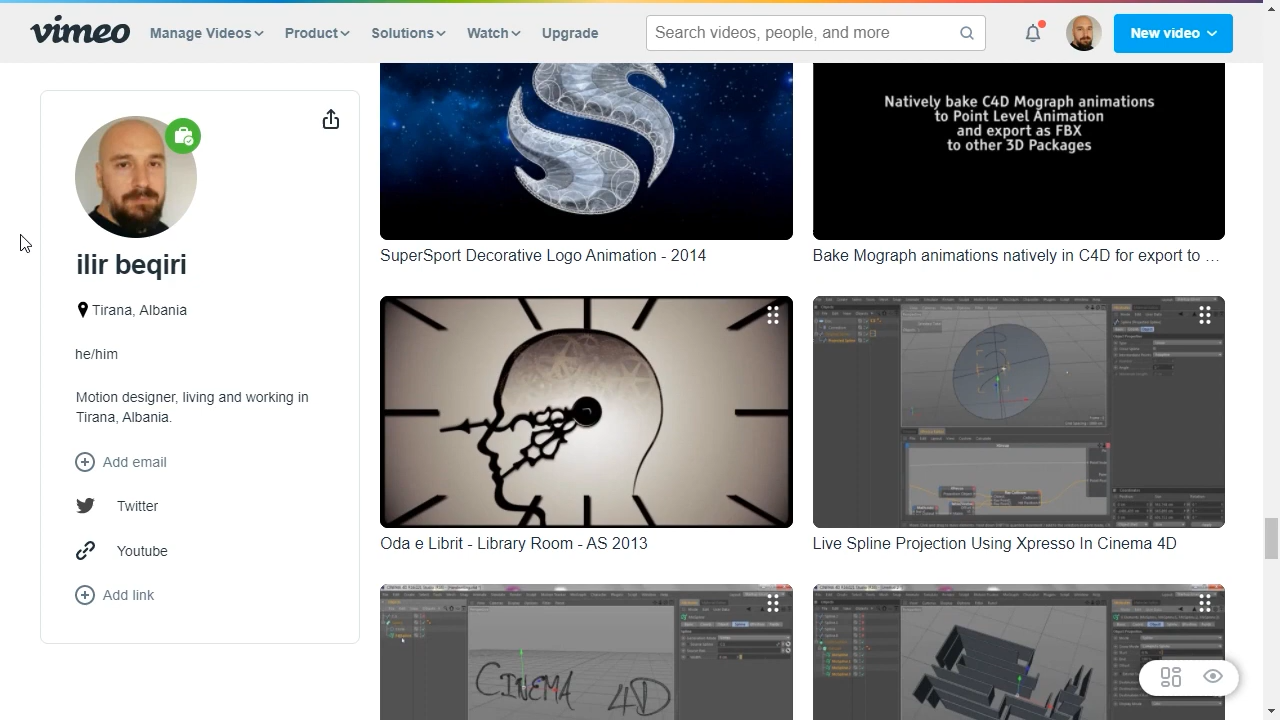 vimeo
Manage Videos
Product
Solutions
Watch
Upgrade
Search videos, people, and more
New video
ilir beqiri
Tirana, Albania
he/him
Motion designer, living and working in
Tirana, Albania.
Add email
Twitter
Youtube
Add link
Natively bake C4D Mograph animations
to Point Level Animation
and export as FBX
to other 3D Packages
SuperSport Decorative Logo Animation - 2014
Bake Mograph animations natively in C4D for export to …
Oda e Librit - Library Room - AS 2013
Live Spline Projection Using Xpresso In Cinema 4D
CINEMA 4D